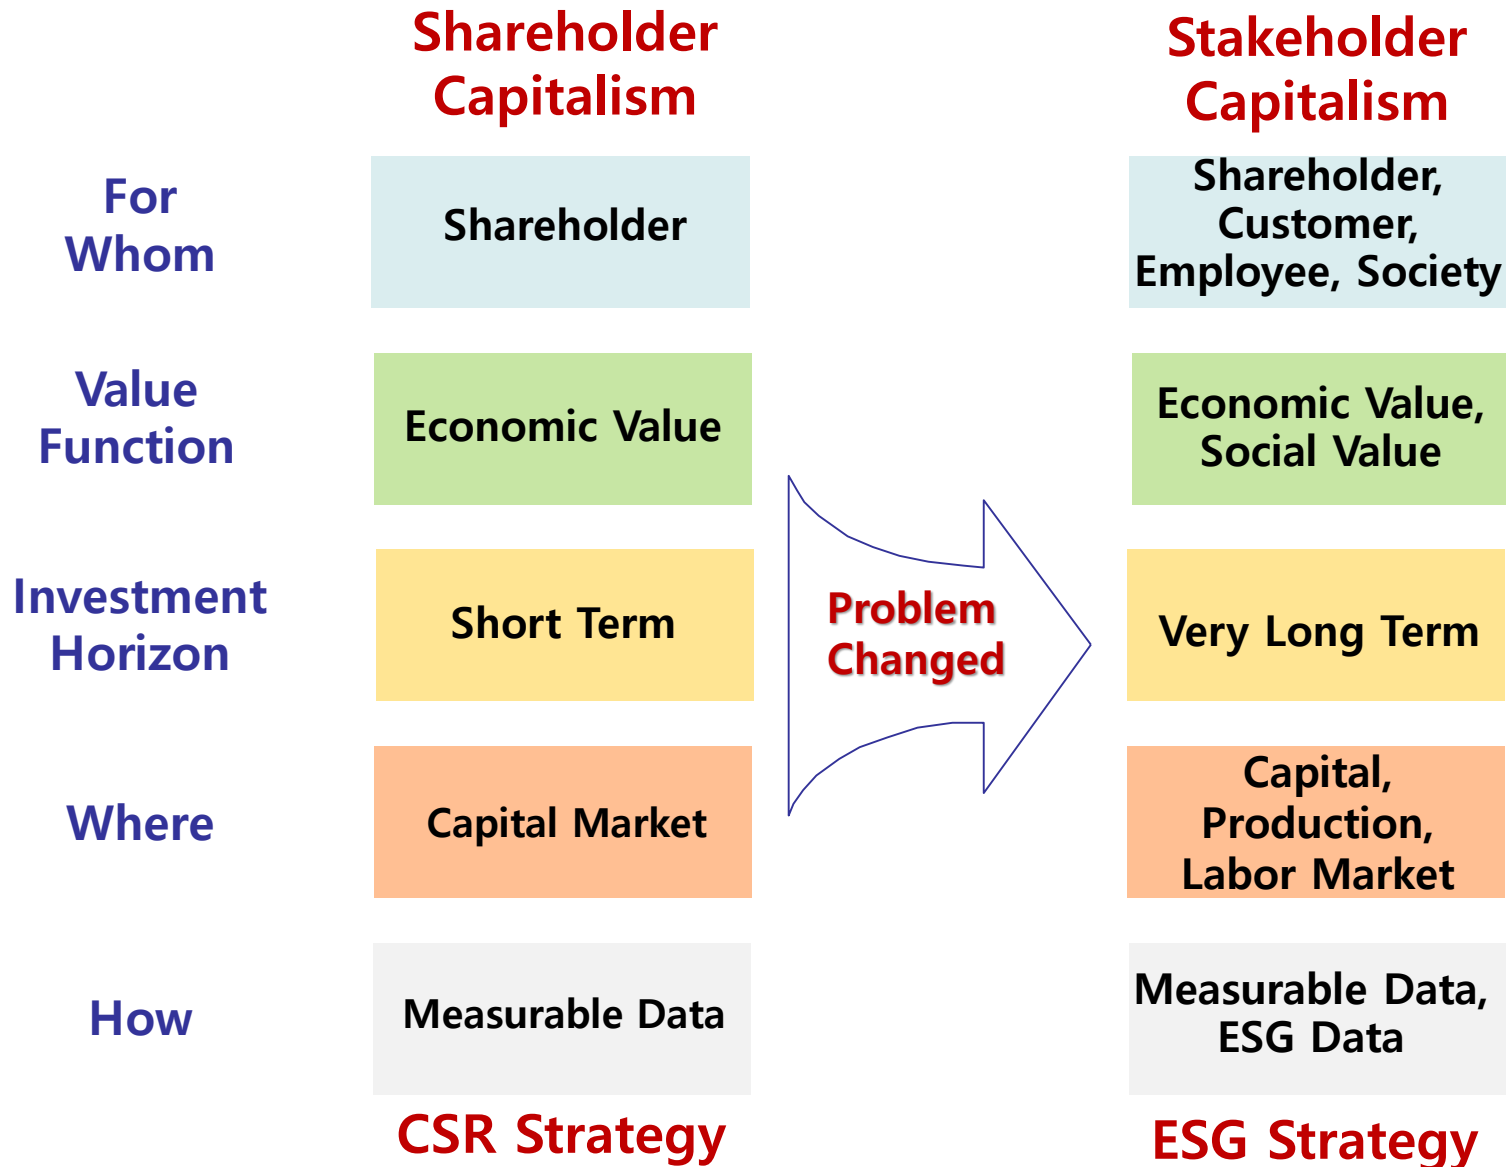 Shareholder
Capitalism
Stakeholder
Capitalism
For
Whom
Shareholder
Shareholder,
Customer,
Employee, Society
Value
Function
Economic Value
Economic Value,
Social Value
Investment
Horizon
Short Term
Problem
Changed
Very Long Term
Where
Capital Market
Capital,
Production,
Labor Market
How
Measurable Data
Measurable Data,
ESG Data
CSR Strategy
ESG Strategy